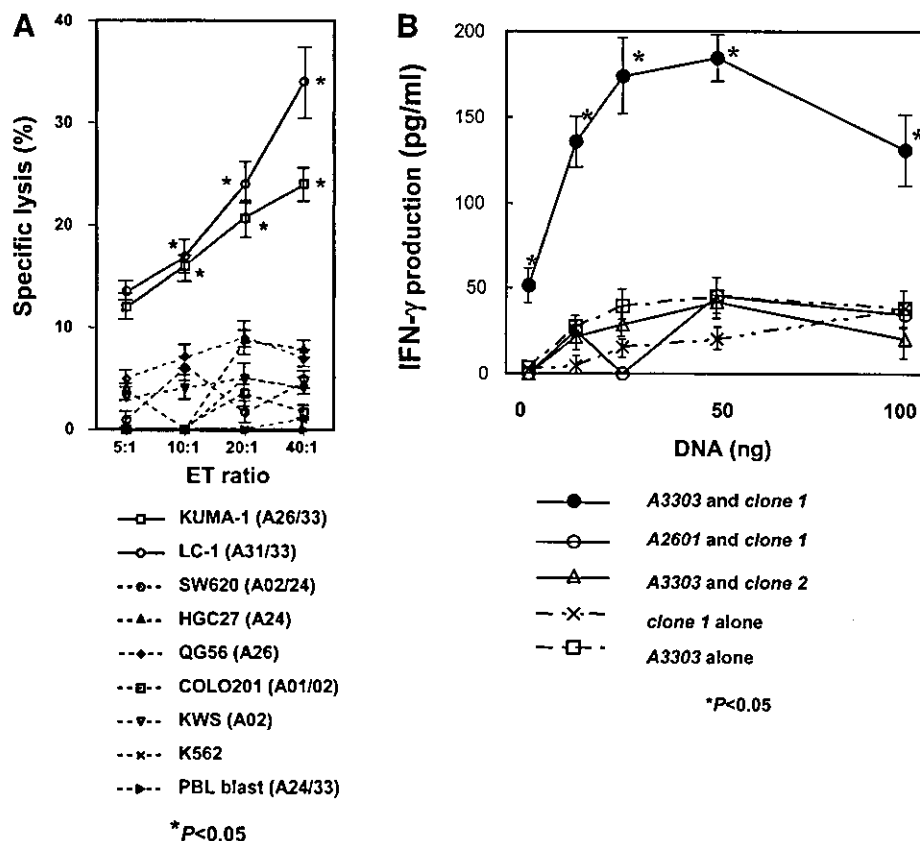 A
Specific lysis (%)
40
30
20
10
0
5:1 10:1 20:1 40:1
ET ratio
* * * * * *
KUMA-1 (A26/33)
LC-1 (A31/33)
SW620 (A02/24)
HGC27 (A24)
QG56 (A26)
COLO201 (A01/02)
KWS (A02)
K562
PBL blast (A24/33)
*P<0.05
B
IFN-γ production (pg/ml)
200
150
100
50
0
0 50 100
DNA (ng)
* * * * *
A3303 and clone 1
A2601 and clone 1
A3303 and clone 2
clone 1 alone
A3303 alone
*P<0.05